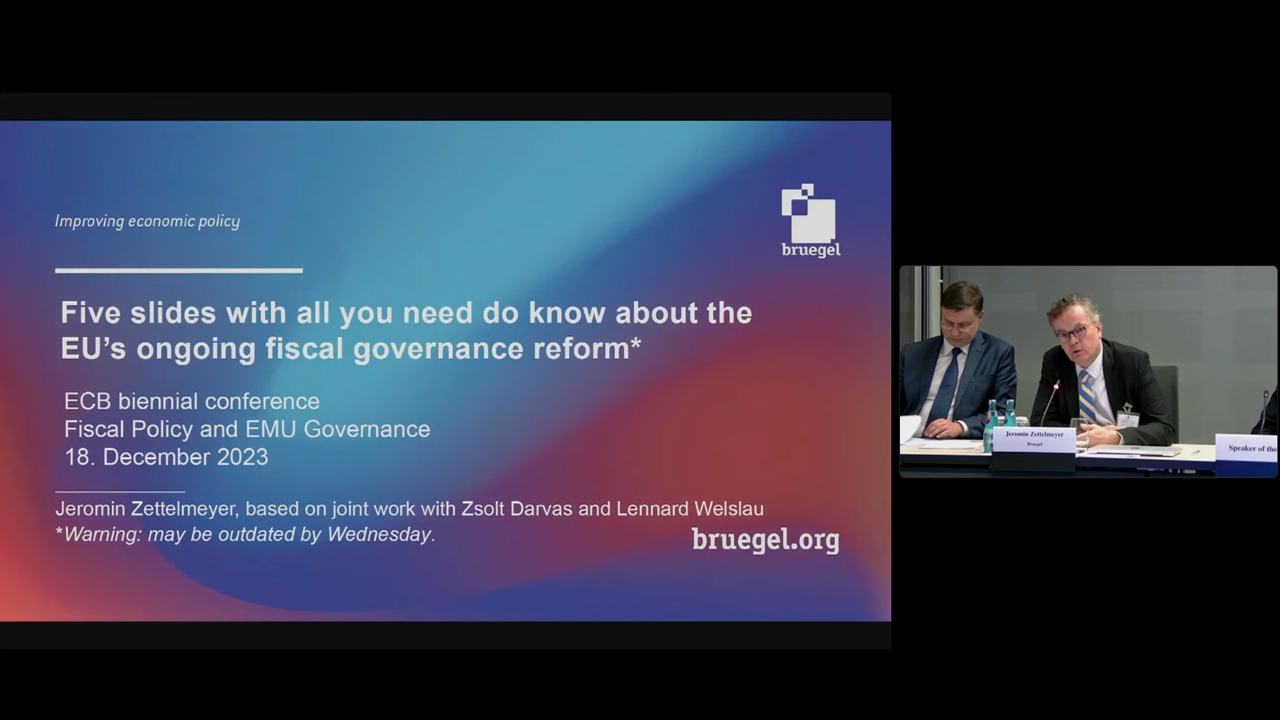 Improving economic policy
bruegel
Five slides with all you need do know about the
EU's ongoing fiscal governance reform*
ECB biennial conference
Fiscal Policy and EMU Governance
18. December 2023
Jeromin Zettelmeyer, based on joint work with Zsolt Darvas and Lennard Welslau
*Warning: may be outdated by Wednesday.
bruegel.org
Jeromin Zettelmeyer
Bruegel
Speaker of the